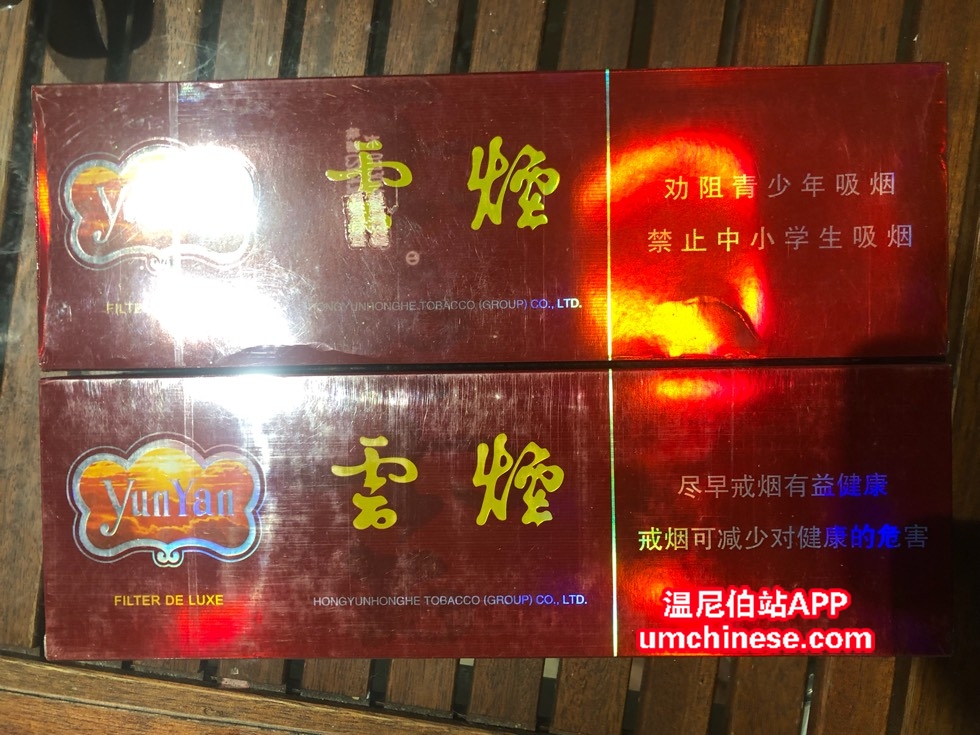 雲煙
HONGYUNHONGHE TOBACCO (GROUP) CO., LTD.
劝阻青少年吸烟
禁止中小学生吸烟
YunYan
FILTER DE LUXE
雲煙
HONGYUNHONGHE TOBACCO (GROUP) CO., LTD.
尽早戒烟有益健康
戒烟可减少对健康的危害
温尼伯站APP
umchinese.com